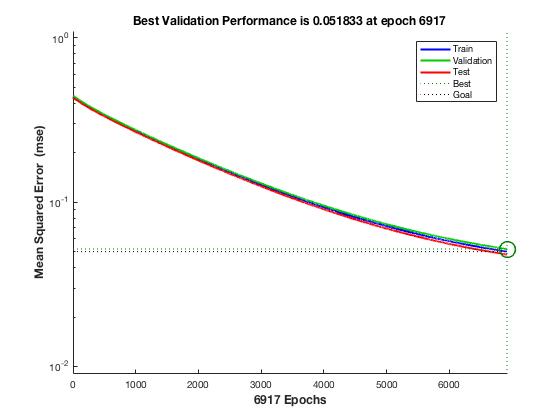 Best Validation Performance is 0.051833 at epoch 6917
Mean Squared Error (mse)
10^0
10^-1
10^-2
Train
Validation
Test
Best
Goal
0 1000 2000 3000 4000 5000 6000
6917 Epochs